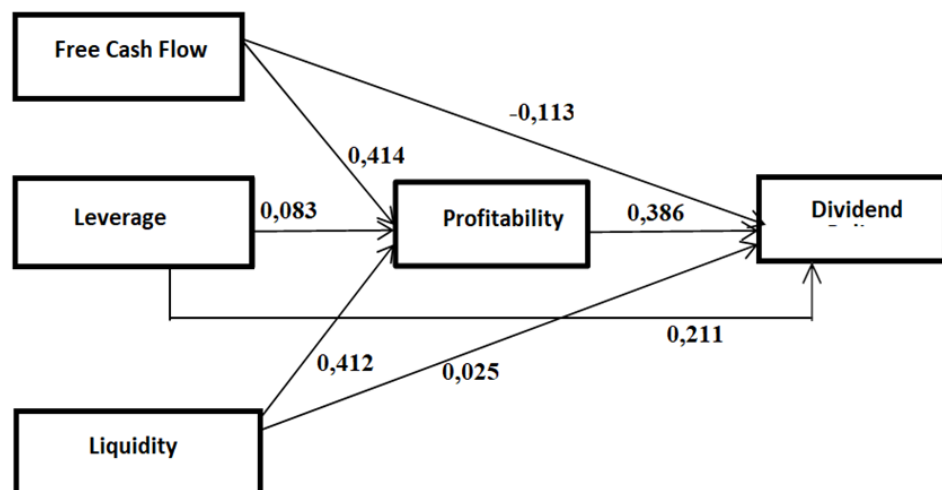 Free Cash Flow
-0,113
0,414
Leverage
0,083
Profitability
0,386
Dividend
0,211
0,412
0,025
Liquidity